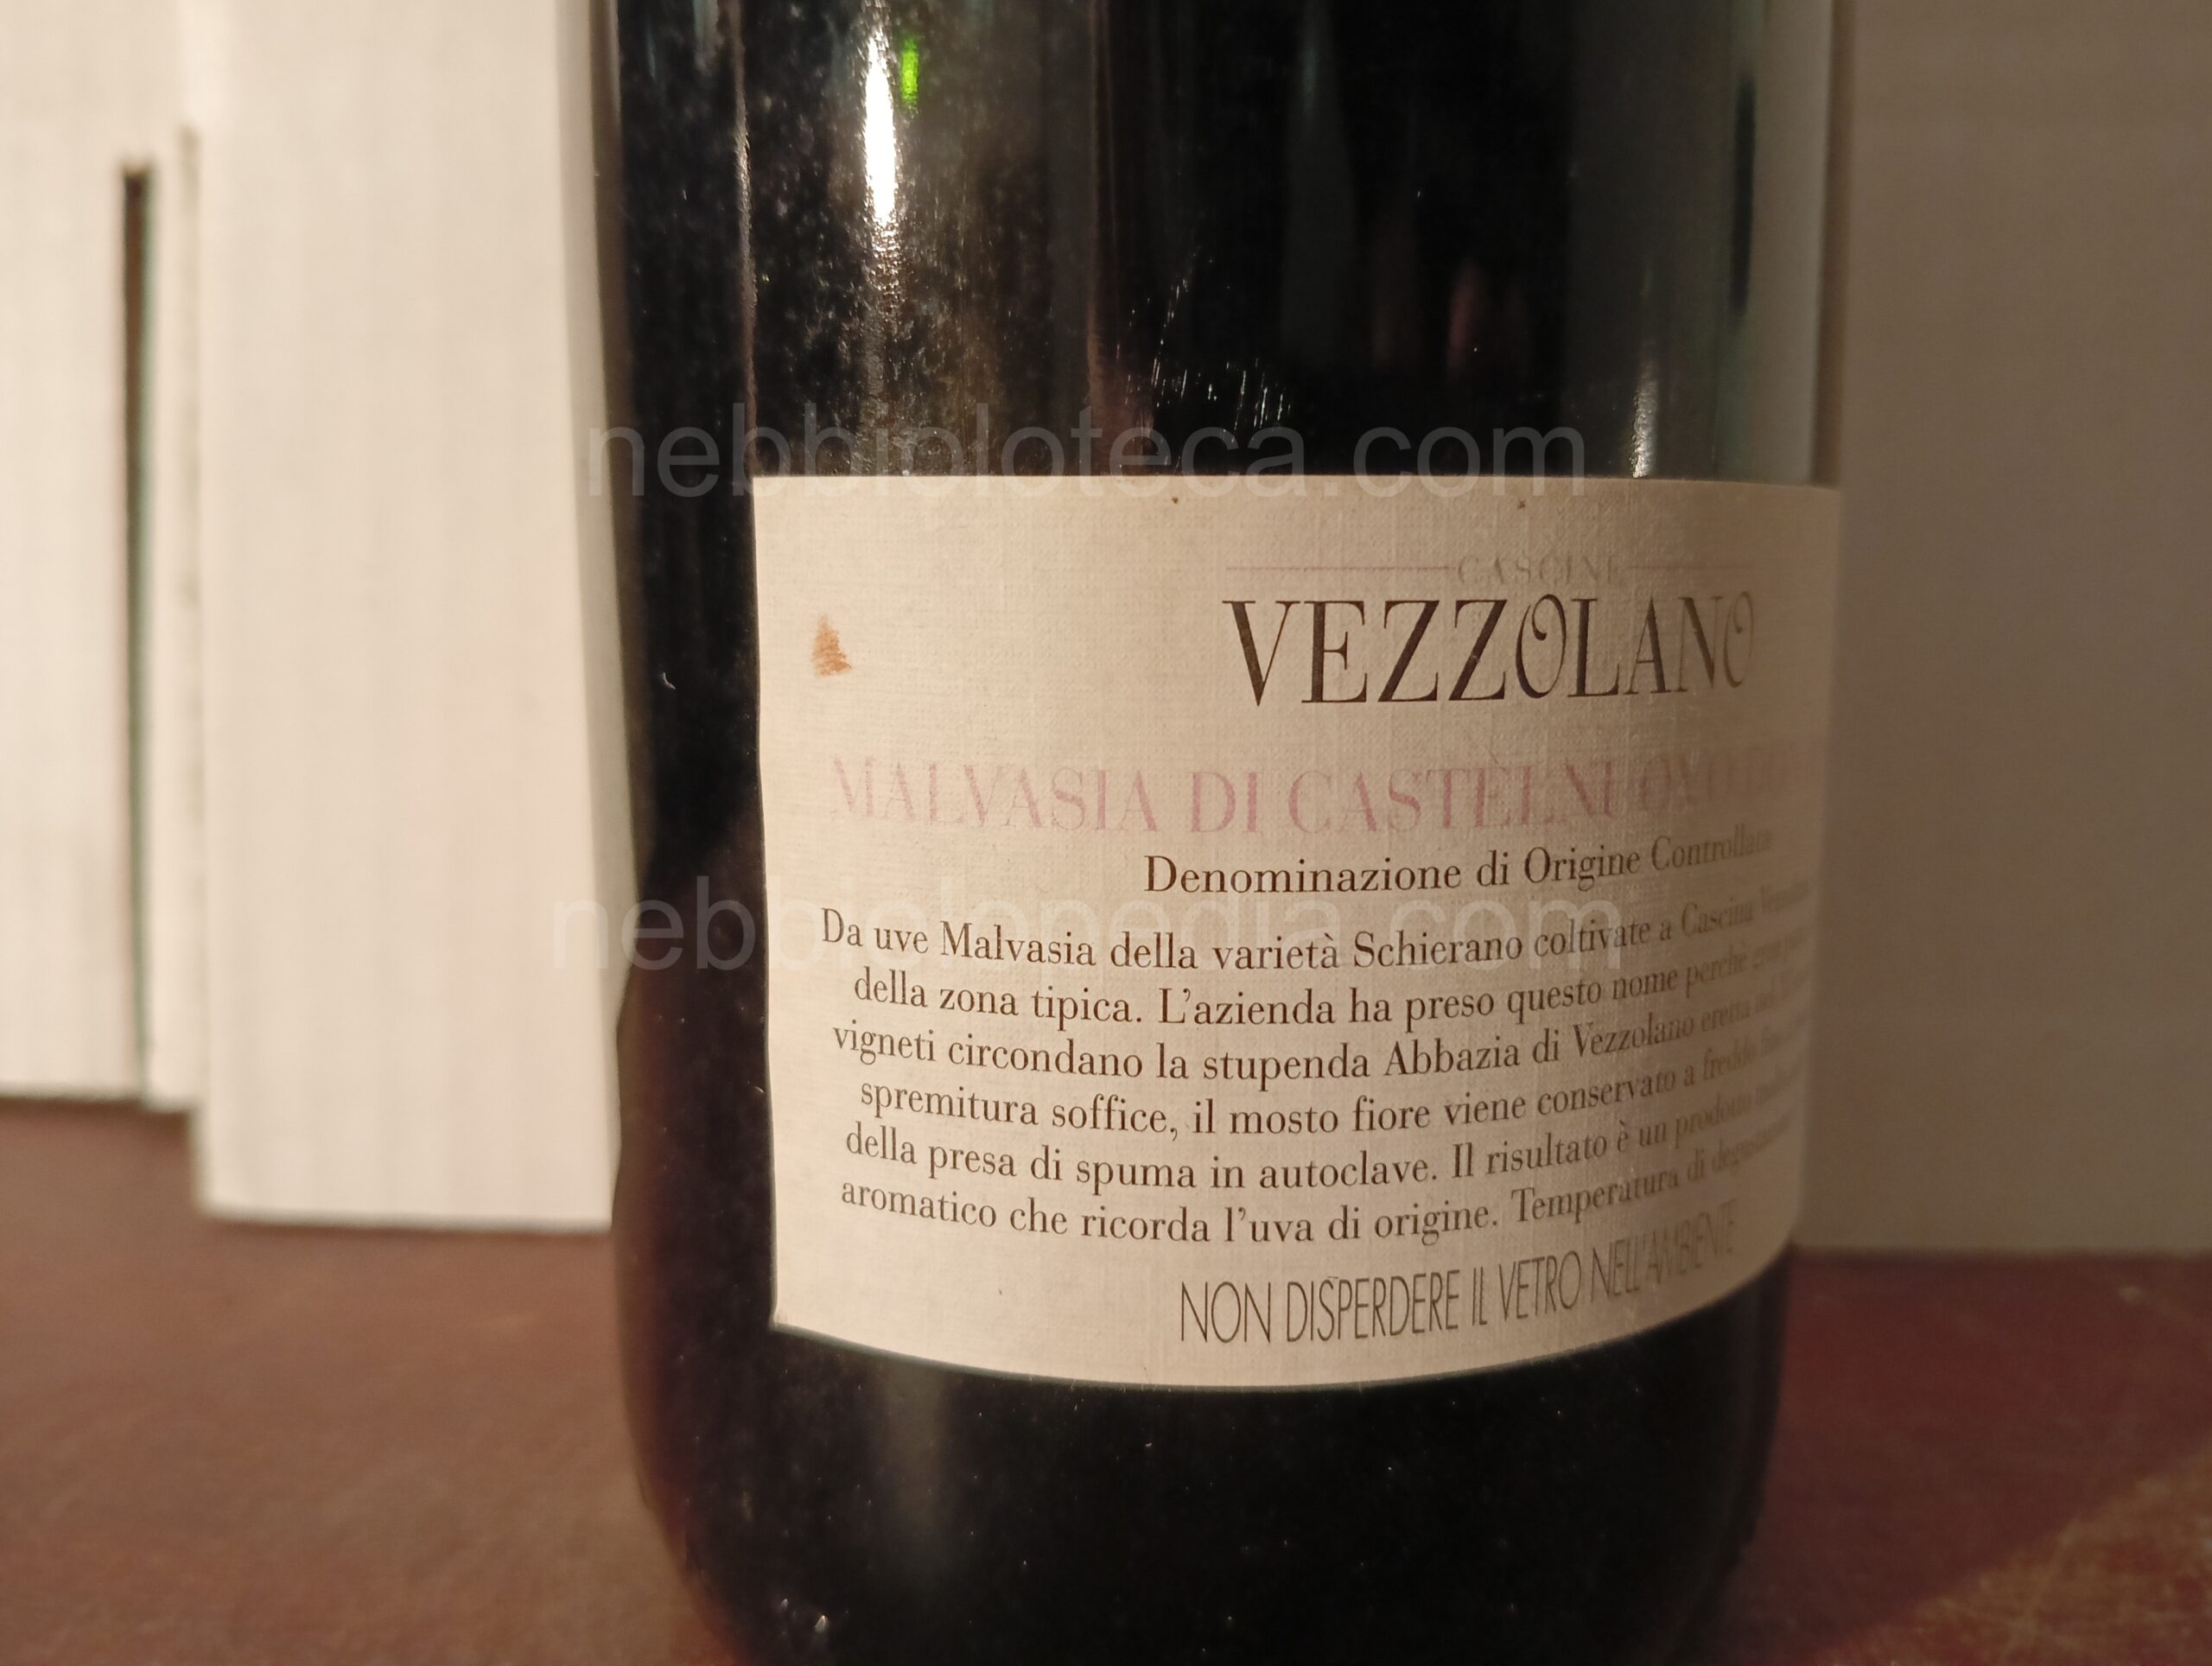 nebbioloteca.com
CASCINE
VEZZOLANO
MALVASIA DI CASTELNUOVO
Denominazione di Origine Controllata
nebbiolopedia.com
Da uve Malvasia della varietà Schierano coltivate a Cascina
della zona tipica. L'azienda ha preso questo nome perchè
vigneti circondano la stupenda Abbazia di Vezzolano eretta
spremitura soffice, il mosto fiore viene conservato a freddo
della presa di spuma in autoclave. Il risultato è un prodotto
aromatico che ricorda l'uva di origine. Temperatura di
NON DISPERDERE IL VETRO NELL'AMBIENTE